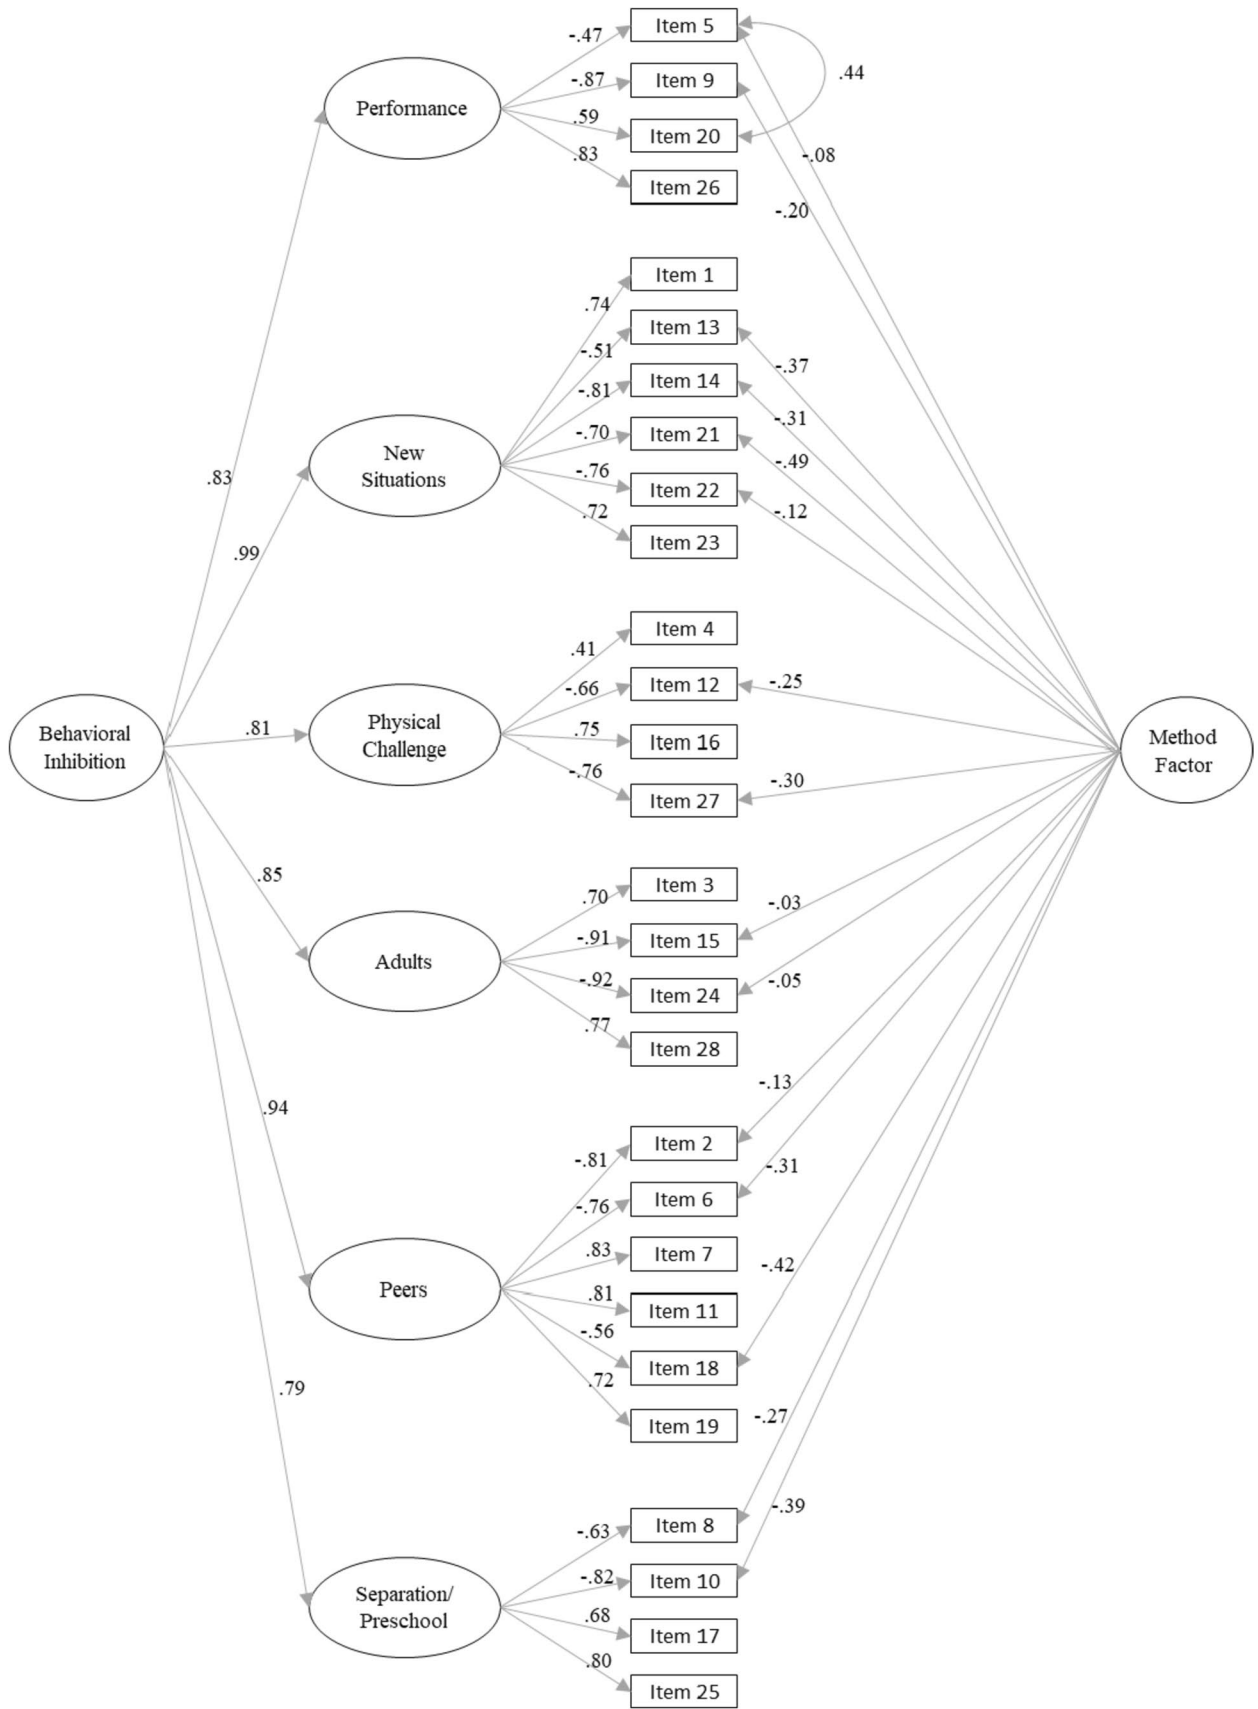 Item 5
-.47
.44
Item 9
-.87
Performance
.59
Item 20
-.08
.83
Item 26
-.20
Item 1
.74
Item 13
-.51
-.37
Item 14
-.81
-.31
Item 21
-.70
New
Situations
-.49
-.76
Item 22
.83
.72
-.12
Item 23
.99
Item 4
.41
Item 12
-.66
-.25
Behavioral
Inhibition
.81
Physical
Challenge
.75
Item 16
Method
Factor
-.76
-.30
Item 27
.85
Item 3
.70
-.03
-.91
Item 15
Adults
-.92
Item 24
-.05
.77
Item 28
.94
-.13
Item 2
-.81
-.31
-.76
Item 6
.83
Item 7
-.42
Peers
.81
Item 11
-.56
Item 18
.79
.72
Item 19
-.27
-.39
Item 8
-.63
-.82
Item 10
Separation/
Preschool
.68
Item 17
.80
Item 25